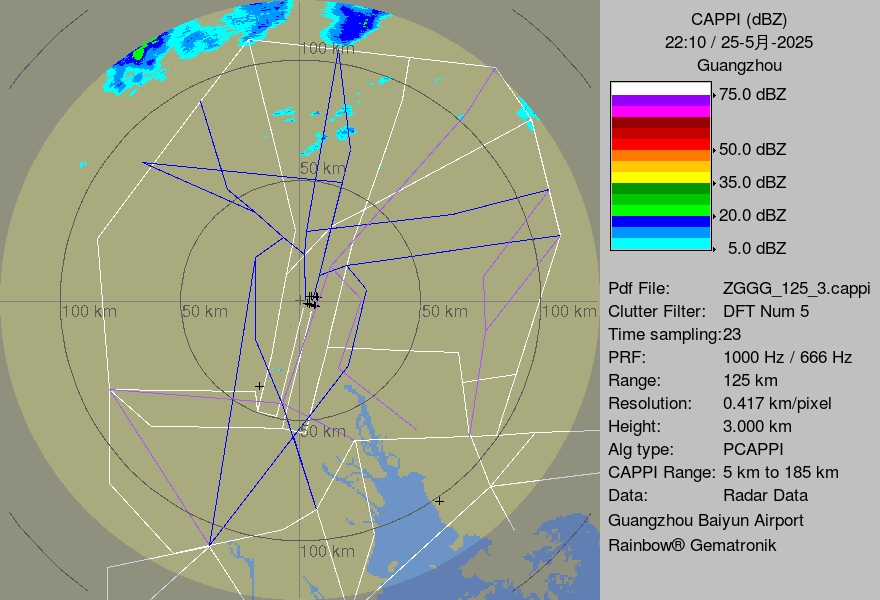 100 km
50 km
100 km
50 km
50 km
100 km
50 km
100 km
CAPPI (dBZ)
22:10 / 25-5月-2025
Guangzhou
75.0 dBZ
50.0 dBZ
35.0 dBZ
20.0 dBZ
5.0 dBZ
Pdf File: ZGGG_125_3.cappi
Clutter Filter: DFT Num 5
Time sampling:23
PRF: 1000 Hz / 666 Hz
Range: 125 km
Resolution: 0.417 km/pixel
Height: 3.000 km
Alg type: PCAPPI
CAPPI Range: 5 km to 185 km
Data: Radar Data
Guangzhou Baiyun Airport
Rainbow® Gematronik